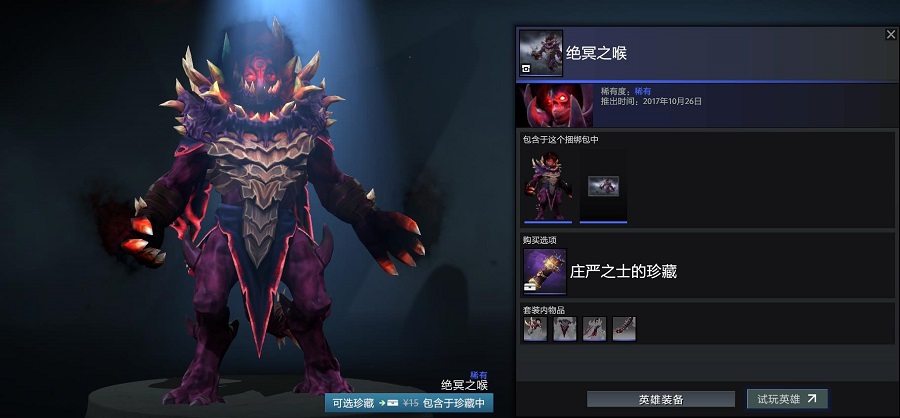 绝冥之喉
稀有度：稀有
推出时间：2017年10月26日
包含于这个捆绑包中
购买选项
庄严之士的珍藏
套装内物品
英雄装备
试玩英雄
稀有
绝冥之喉
可选珍藏 ¥15 包含于珍藏中